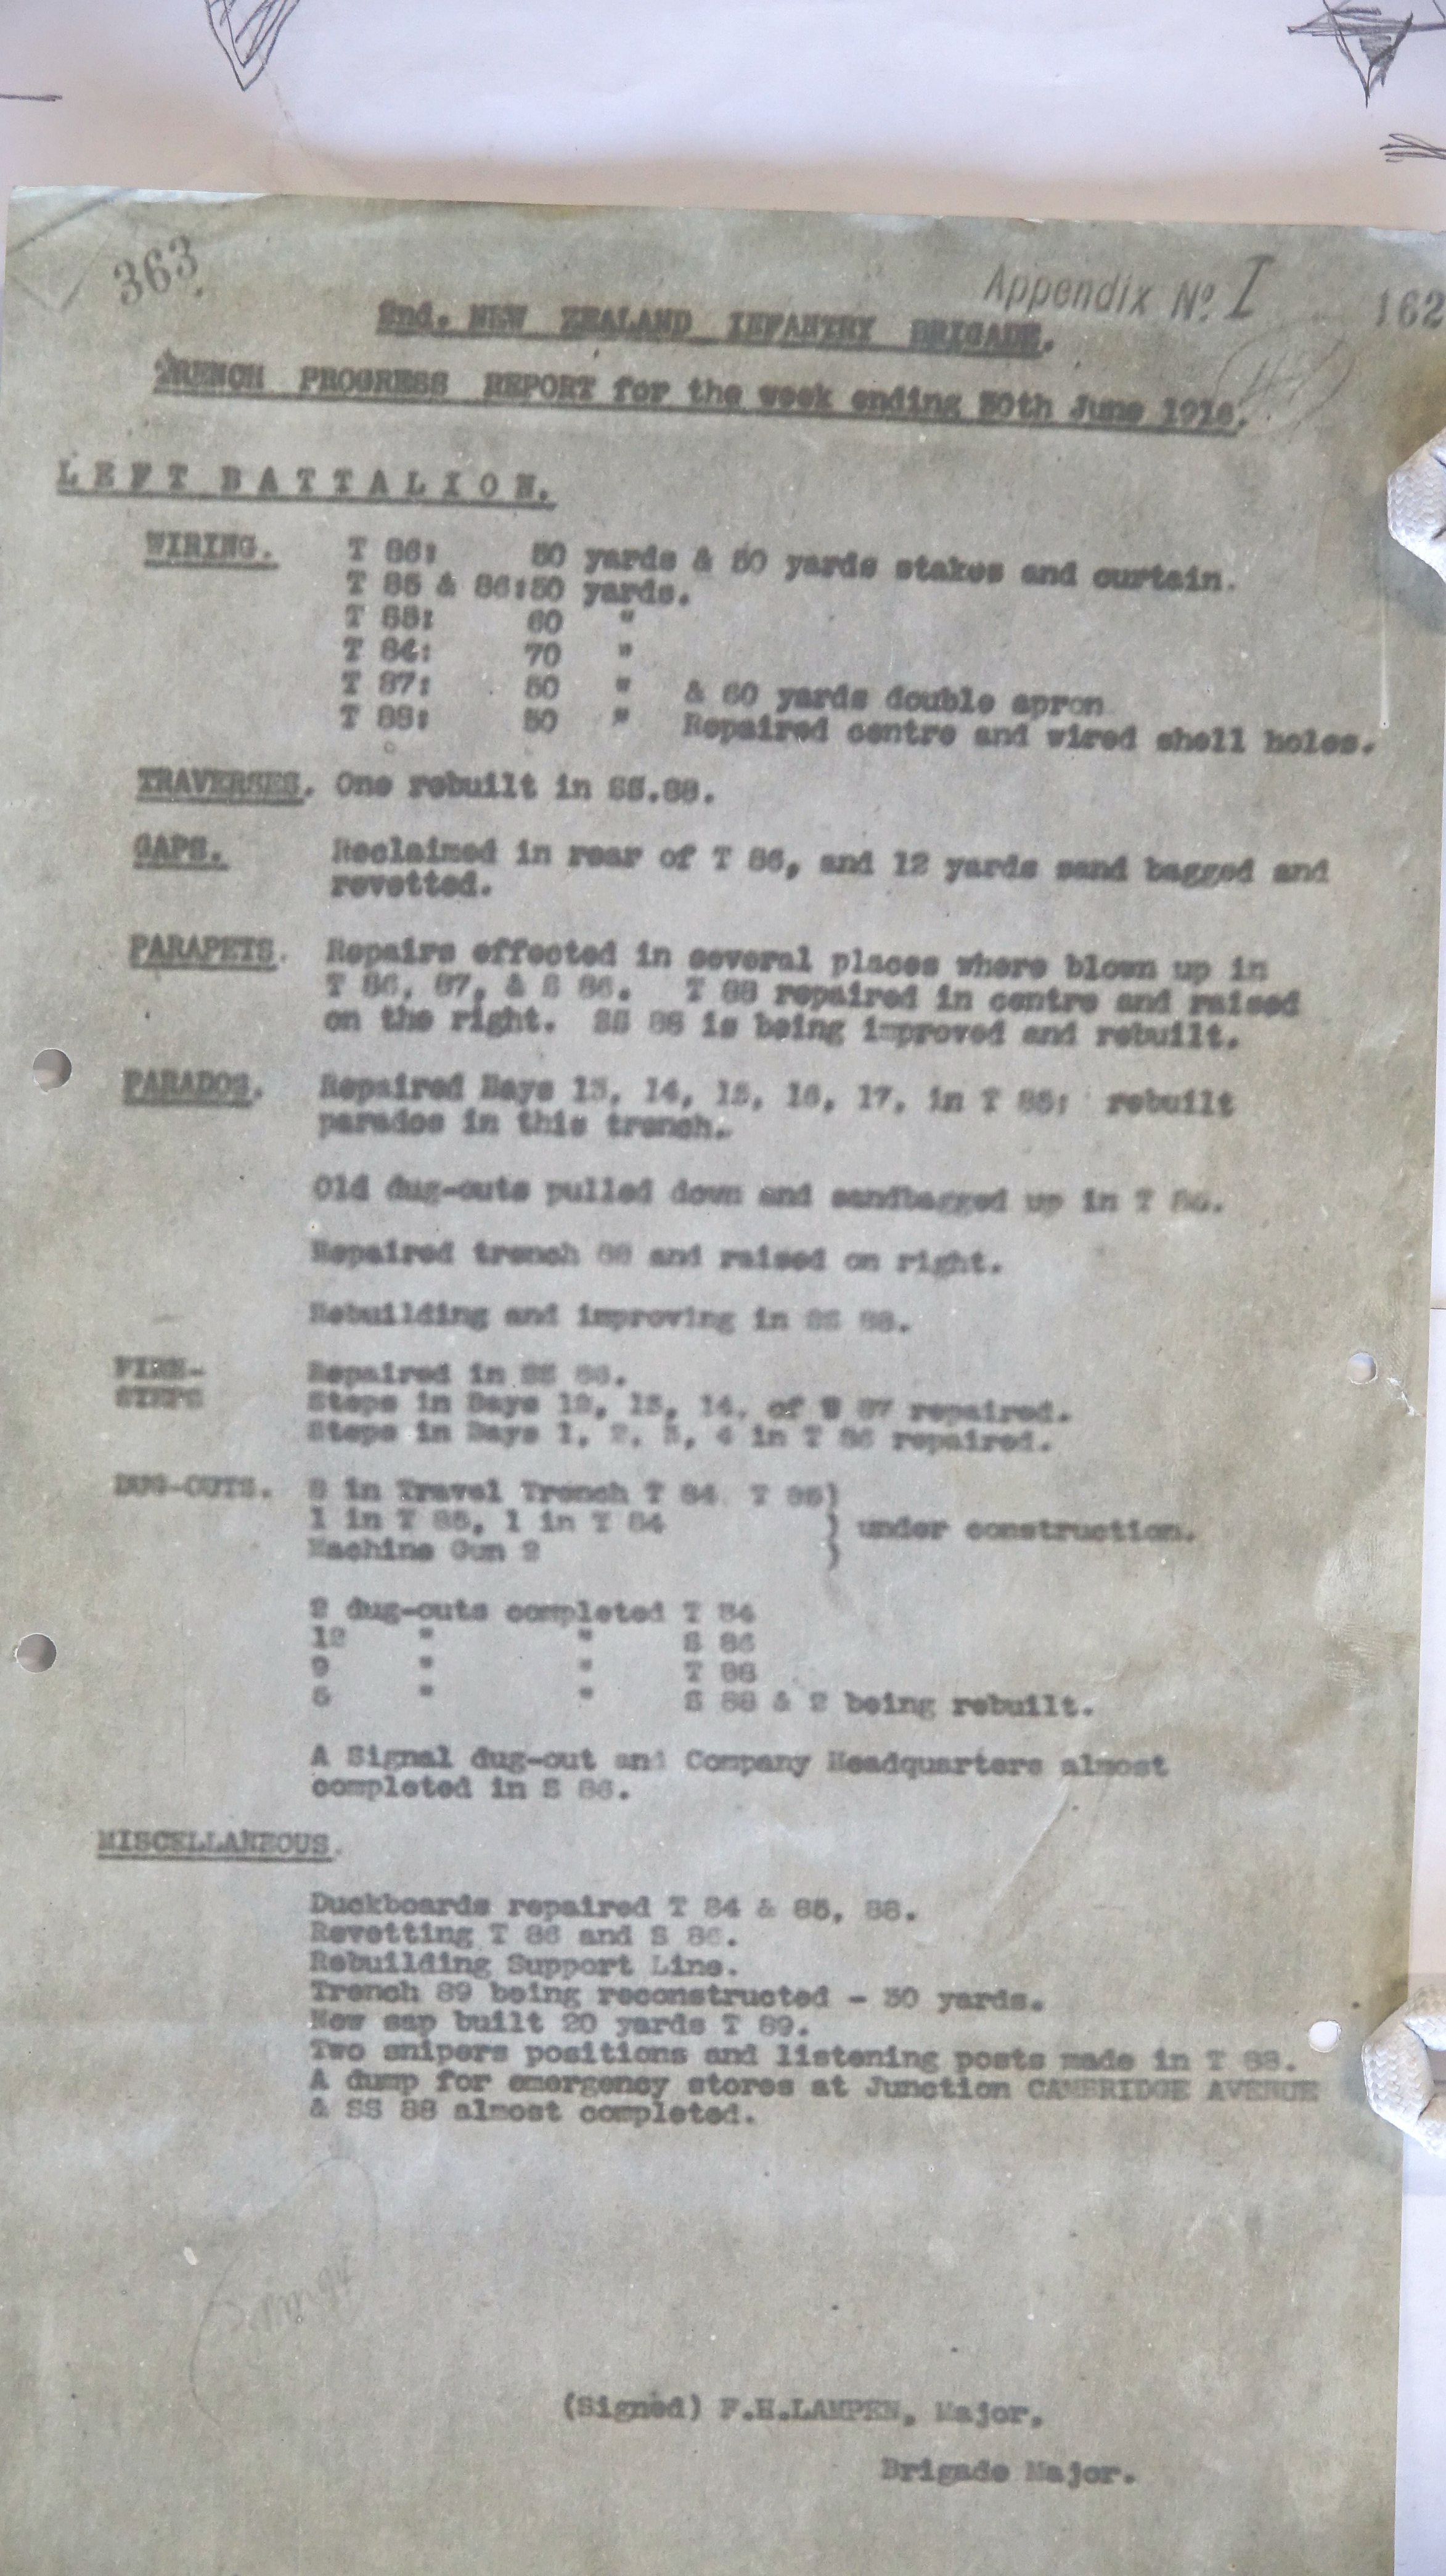 363
Appendix Nº I
162
2nd. NEW ZEALAND INFANTRY BRIGADE.
TRENCH PROGRESS REPORT for the week ending 30th June 1916.
LEFT BATTALION.
WIRING. T 86: 50 yards & 50 yards stakes and curtain.
T 85 & 86:50 yards.
T 85: 60 "
T 84: 70 "
T 87: 50 " & 60 yards double apron
T 88: 50 " Repaired centre and wired shell holes.
TRAVERSES. One rebuilt in SS.88.
GAPS. Reclaimed in rear of T 86, and 12 yards sand bagged and
revetted.
PARAPETS. Repairs effected in several places where blown up in
T 86, 87, & S 86. T 88 repaired in centre and raised
on the right. SS 88 is being improved and rebuilt.
PARADOS. Repaired Bays 13, 14, 15, 16, 17, in T 85: rebuilt
parados in this trench.
Old dug-outs pulled down and sandbagged up in T
Repaired trench 88 and raised on right.
Rebuilding and improving in SS 88.
FIRE- Repaired in SS
STEPS Steps in Bays 12, 13, 14, of 87 repaired.
Steps in Bays 1, 2, 3, 4 in T 86 repaired.
DUG-OUTS. 2 in Travel Trench T 84 T 85)
1 in T 85, 1 in T 84 ) under construction.
Machine Gun 2 )
2 dug-outs completed T 84
12 " " S 86
9 " " T 88
" " S 88 & 2 being rebuilt.
A Signal dug-out and Company Headquarters almost
completed in S 86.
MISCELLANEOUS.
Duckboards repaired T 84 & 85, 88.
Revetting T 86 and S 86.
Rebuilding Support Line.
Trench 89 being reconstructed - 30 yards.
New sap built 20 yards T 89.
Two snipers positions and listening posts made in T 88.
A dump for emergency stores at Junction CAMBRIDGE AVENUE
& SS 88 almost completed.
(Signed) F.H.LAMPEN, Major.
Brigade Major.